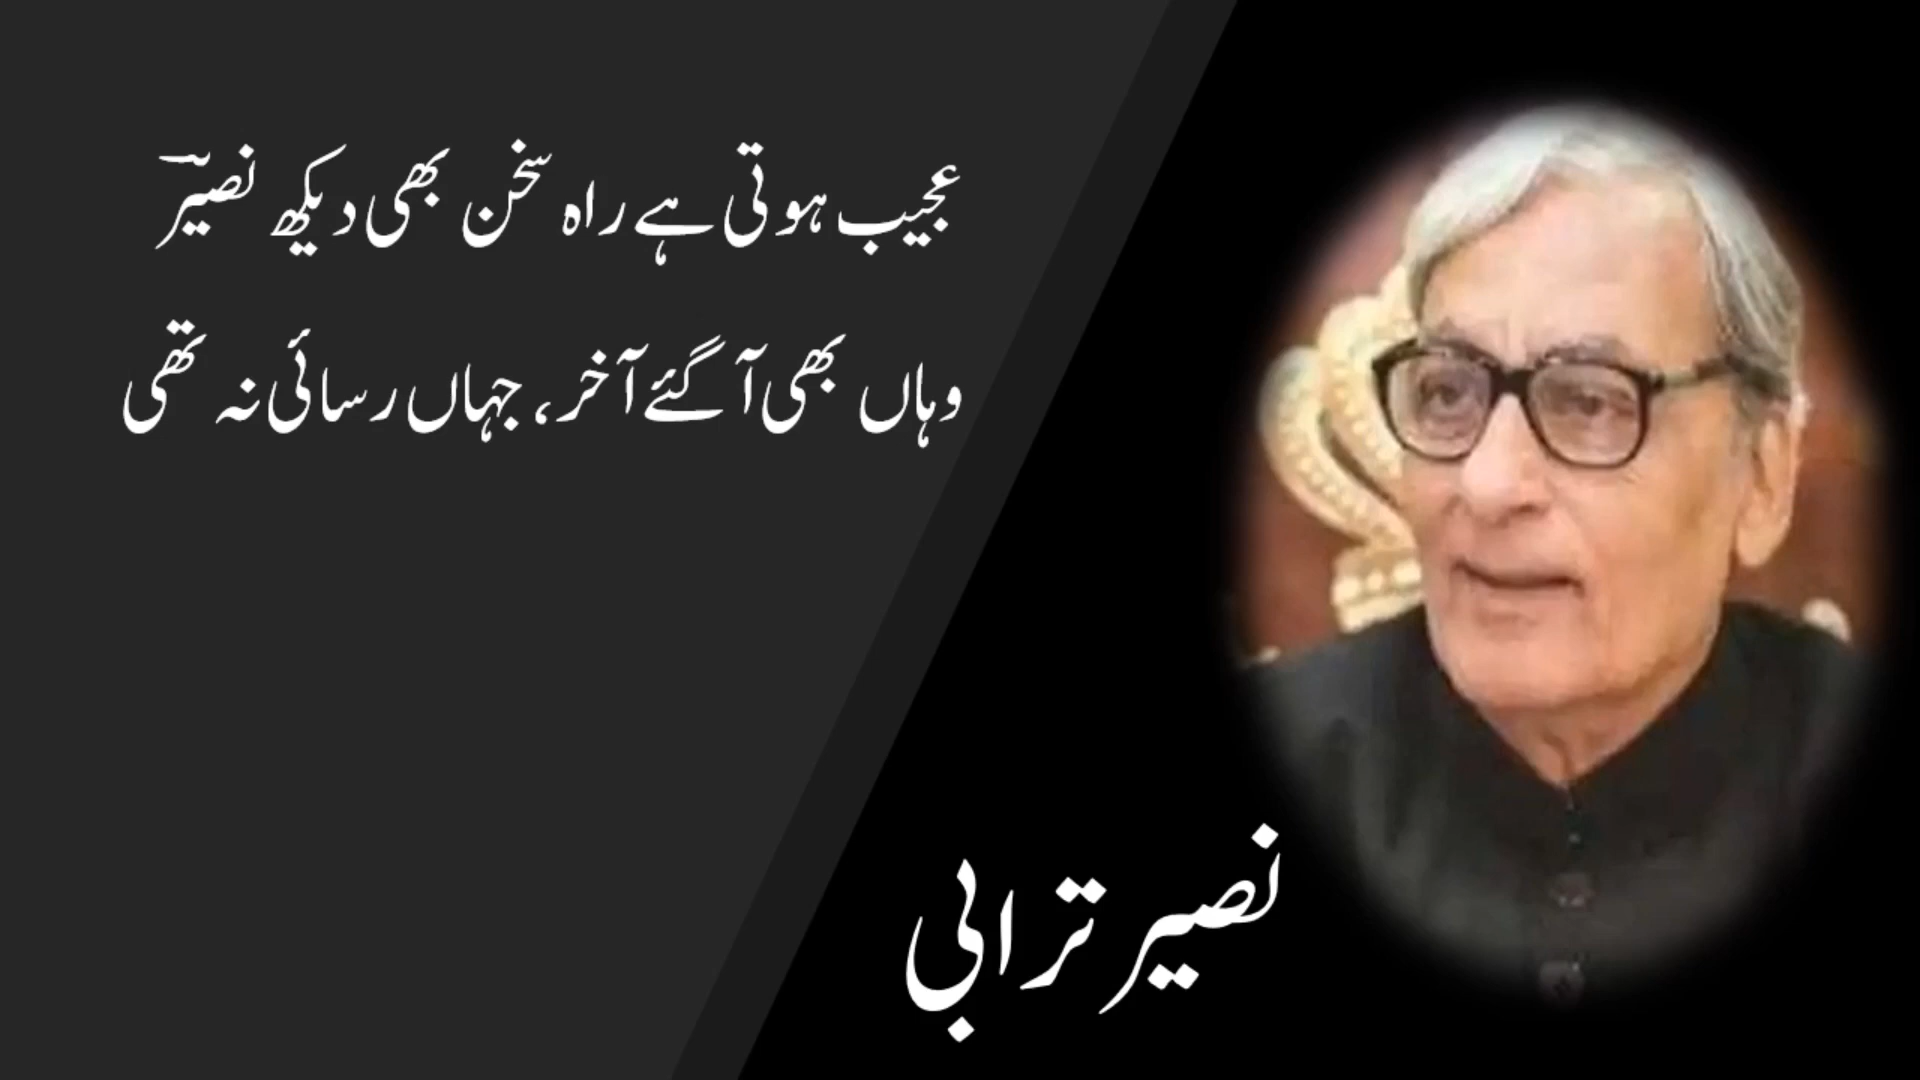 عجیب ہوتی ہے راہ سخن بھی دیکھ نصیرؔ
وہاں بھی آ گئے آخر، جہاں رسائی نہ تھی
نصیر ترابی